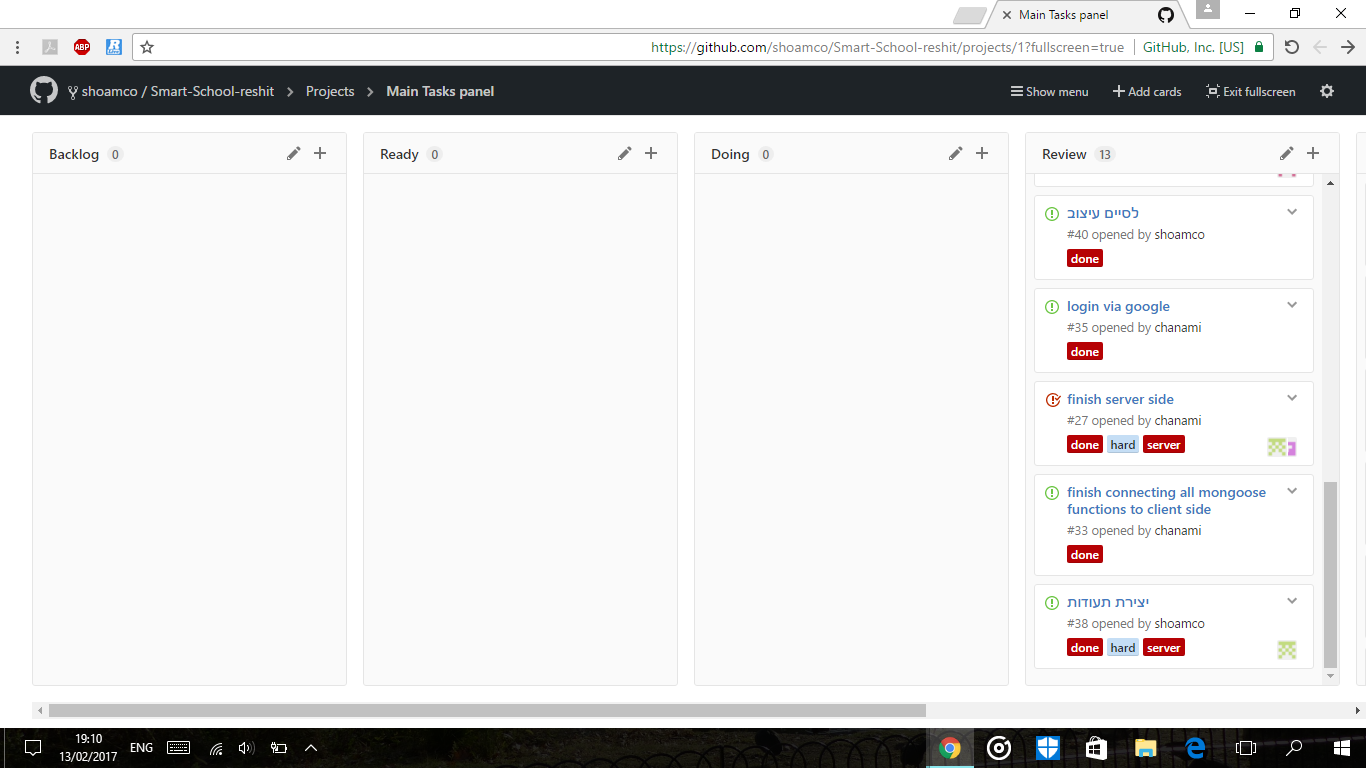 Main Tasks panel
ABP
https://github.com/shoamco/Smart-School-reshit/projects/1?fullscreen=true
GitHub, Inc. [US]
shoamco / Smart-School-reshit
Projects
Main Tasks panel
Show menu
Add cards
Exit fullscreen
Backlog 0
Ready 0
Doing 0
Review 13
לסיים עיצוב
#40 opened by shoamco
done
login via google
#35 opened by chanami
done
finish server side
#27 opened by chanami
done hard server
finish connecting all mongoose
functions to client side
#33 opened by chanami
done
יצירת תעודות
#38 opened by shoamco
done hard server
19:10
13/02/2017
ENG